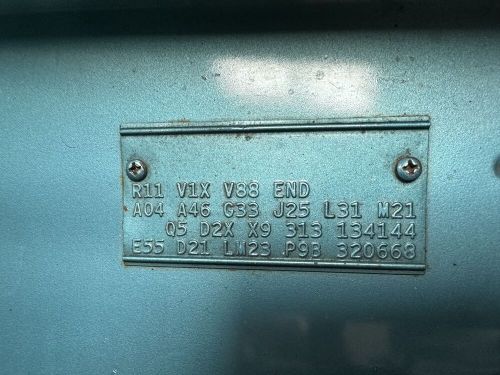 R11 V1X V88 END
A04 A46 G33 J25 L31 M21
Q5 D2X X9 313 134144
E55 D21 LM23 P9B 320668